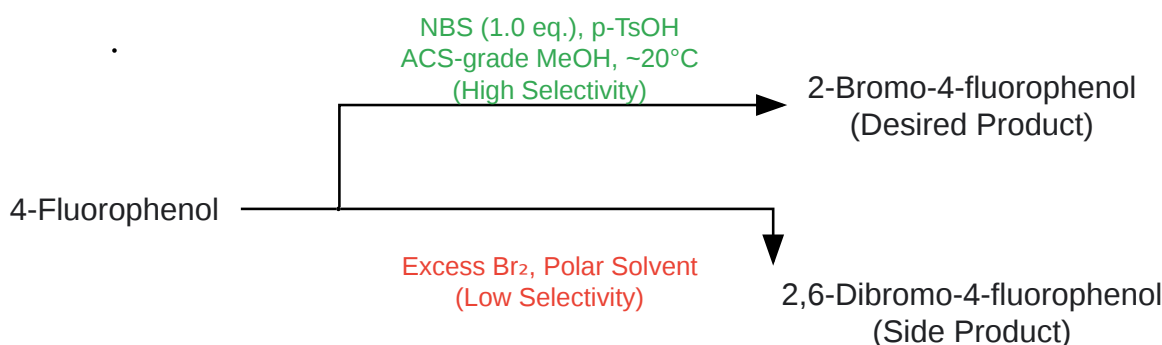 NBS (1.0 eq.), p-TsOH
ACS-grade MeOH, ~20°C
(High Selectivity)
2-Bromo-4-fluorophenol
(Desired Product)
4-Fluorophenol
Excess Br₂, Polar Solvent
(Low Selectivity)
2,6-Dibromo-4-fluorophenol
(Side Product)